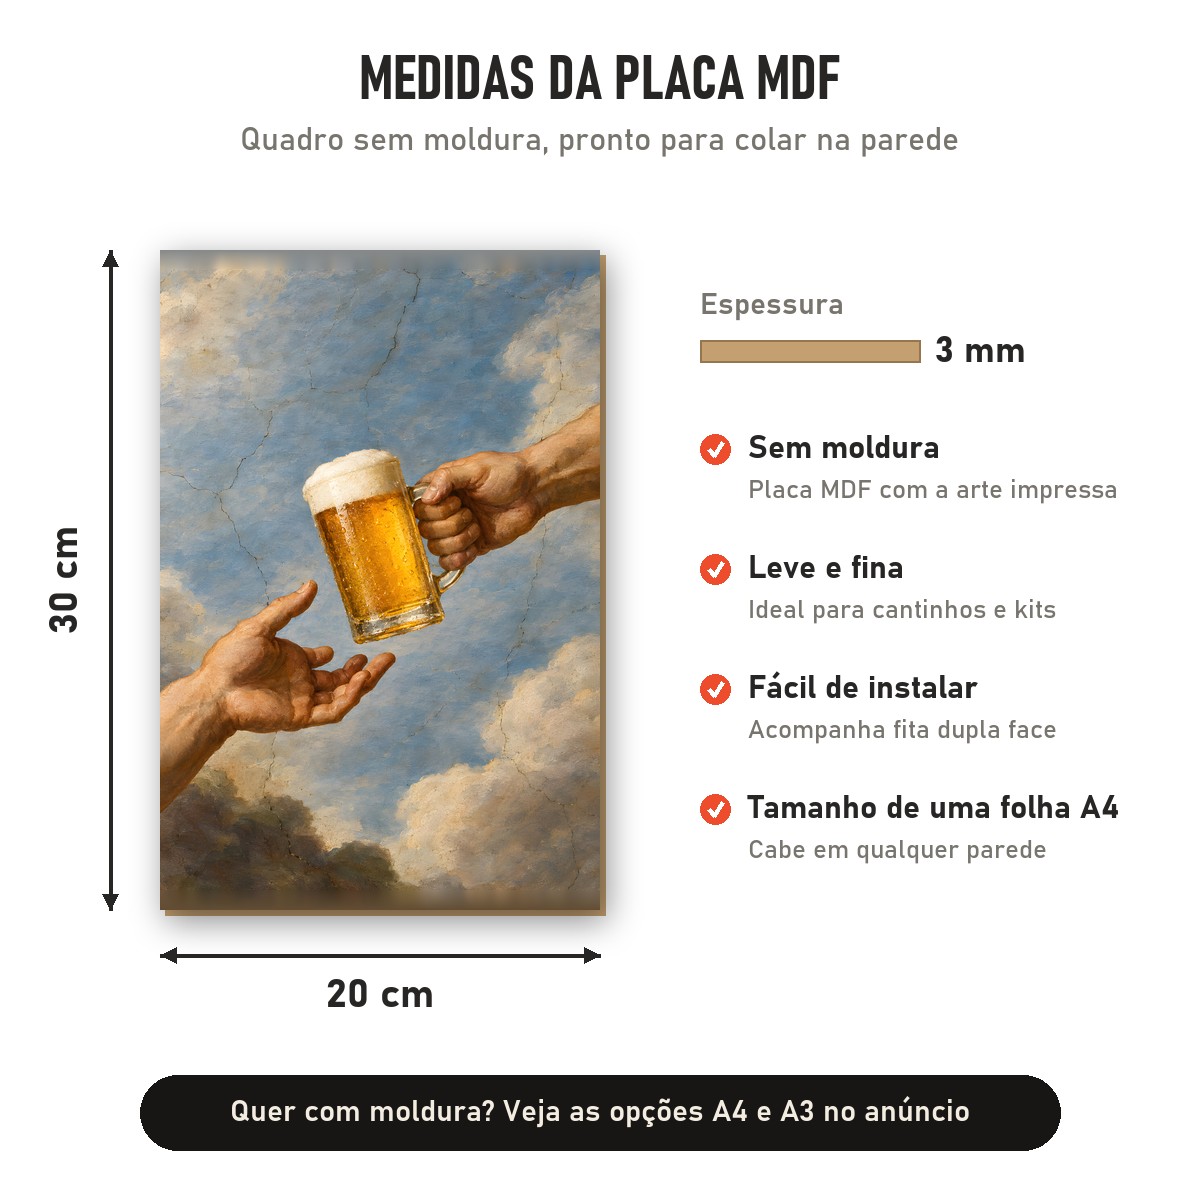 MEDIDAS DA PLACA MDF
Quadro sem moldura, pronto para colar na parede
Espessura
3 mm
Sem moldura
Placa MDF com a arte impressa
Leve e fina
Ideal para cantinhos e kits
Fácil de instalar
Acompanha fita dupla face
Tamanho de uma folha A4
Cabe em qualquer parede
30 cm
20 cm
Quer com moldura? Veja as opções A4 e A3 no anúncio